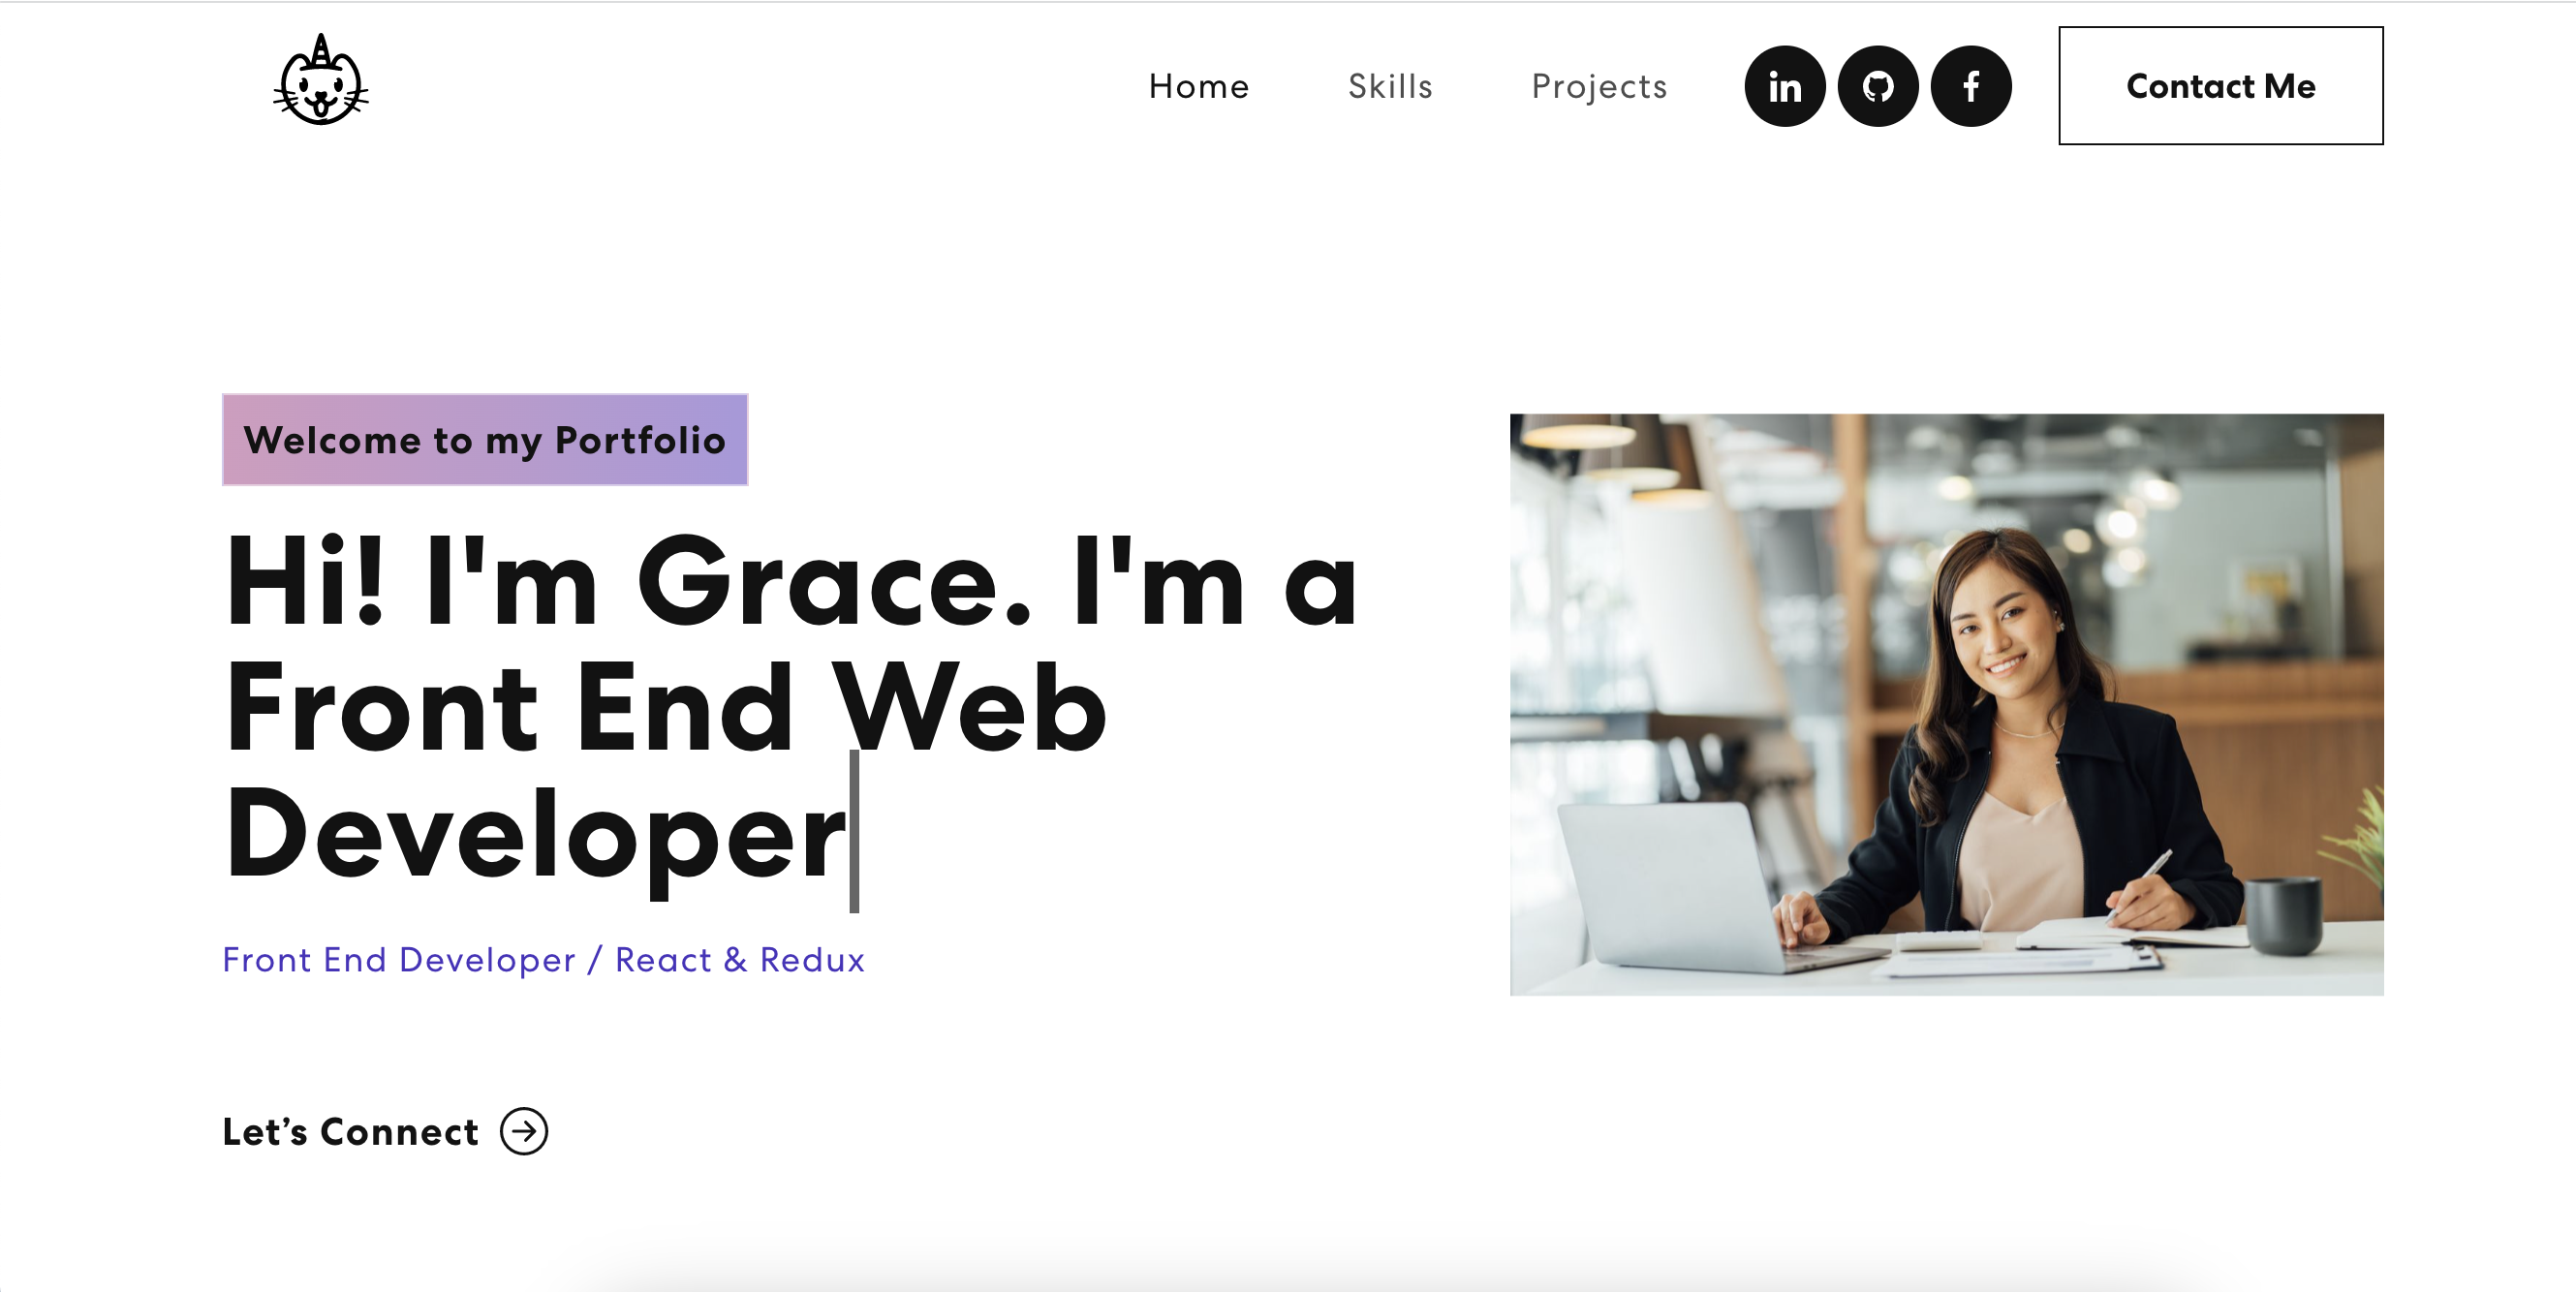 Home
Skills
Projects
in
f
Contact Me
Welcome to my Portfolio
Hi! I'm Grace. I'm a
Front End Web
Developer
Front End Developer / React & Redux
Let’s Connect